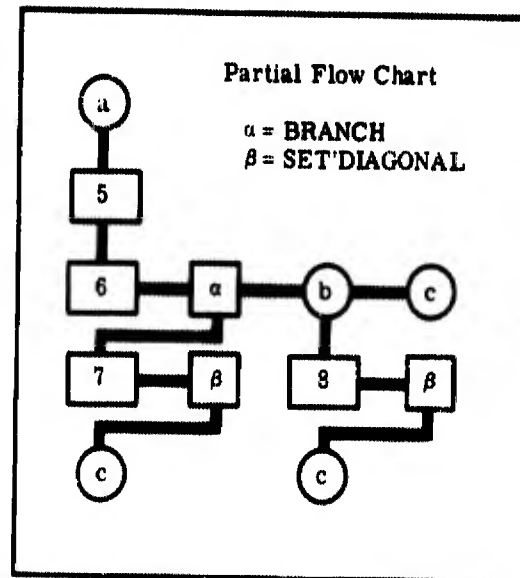 Partial Flow Chart
a
α = BRANCH
β = SET'DIAGONAL
5
6 α b c
7 β 8 β
c c